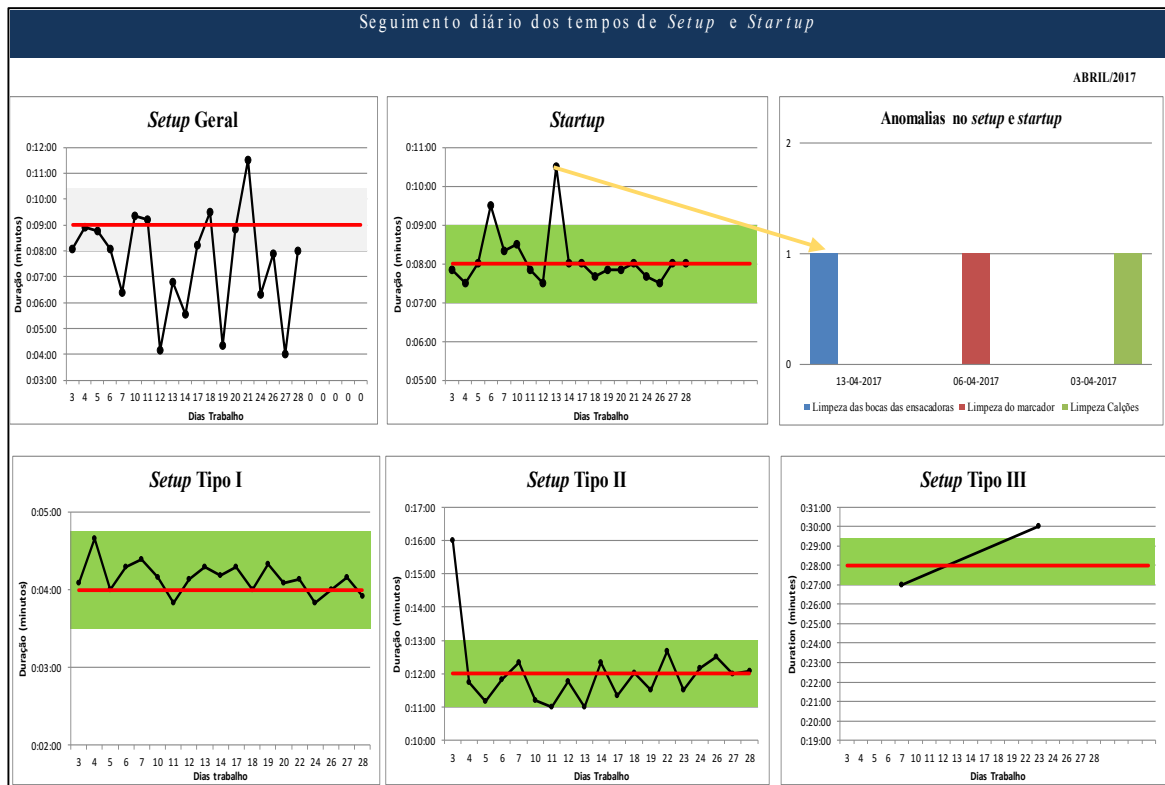 Seguimento diário dos tempos de Setup e Startup
ABRIL/2017
Setup Geral
Duração (minutos)
0:12:00
0:11:00
0:10:00
0:09:00
0:08:00
0:07:00
0:06:00
0:05:00
0:04:00
0:03:00
3 4 5 6 7 10 11 12 13 14 17 18 19 20 21 24 26 27 28 0 0 0 0 0
Dias Trabalho
Startup
Duração (minutos)
0:11:00
0:10:00
0:09:00
0:08:00
0:07:00
0:06:00
0:05:00
3 4 5 6 7 10 11 12 13 14 17 18 19 20 21 24 26 27 28
Dias Trabalho
Anomalias no setup e startup
2
1
0
13-04-2017 06-04-2017 03-04-2017
Limpeza das bocas das ensacadoras Limpeza do marcador Limpeza Calções
Setup Tipo I
Duração (minutos)
0:05:00
0:04:00
0:03:00
0:02:00
3 4 5 6 7 10 11 12 13 14 17 18 19 20 22 24 26 27 28
Dias trabalho
Setup Tipo II
Duração (minutos)
0:17:00
0:16:00
0:15:00
0:14:00
0:13:00
0:12:00
0:11:00
0:10:00
3 4 5 6 7 10 11 12 13 14 17 18 19 22 23 24 26 27 28
Dias trabalho
Setup Tipo III
Duration (minutes)
0:31:00
0:30:00
0:29:00
0:28:00
0:27:00
0:26:00
0:25:00
0:24:00
0:23:00
0:22:00
0:21:00
0:20:00
0:19:00
3 4 5 6 7 10 11 12 13 14 17 18 19 22 23 24 26 27 28
Dias Trabalho